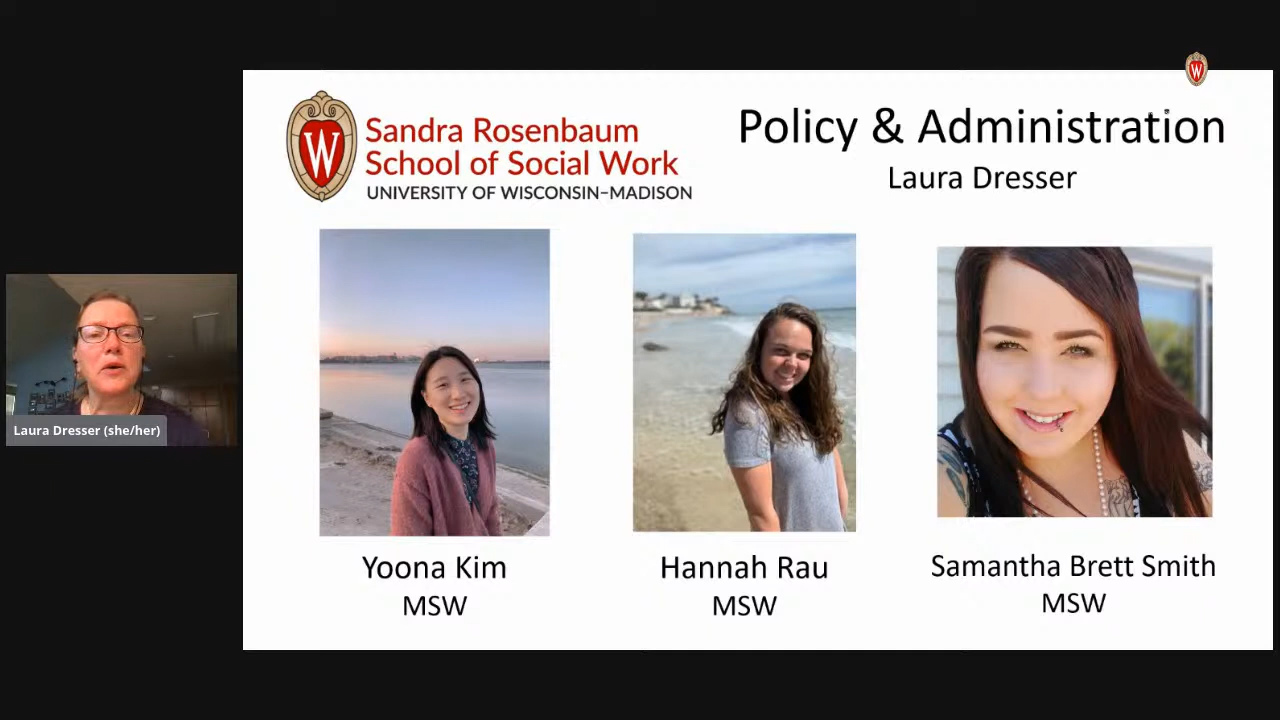 W
W
Sandra Rosenbaum
School of Social Work
UNIVERSITY OF WISCONSIN–MADISON
Policy & Administration
Laura Dresser
Laura Dresser (she/her)
Yoona Kim
MSW
Hannah Rau
MSW
Samantha Brett Smith
MSW